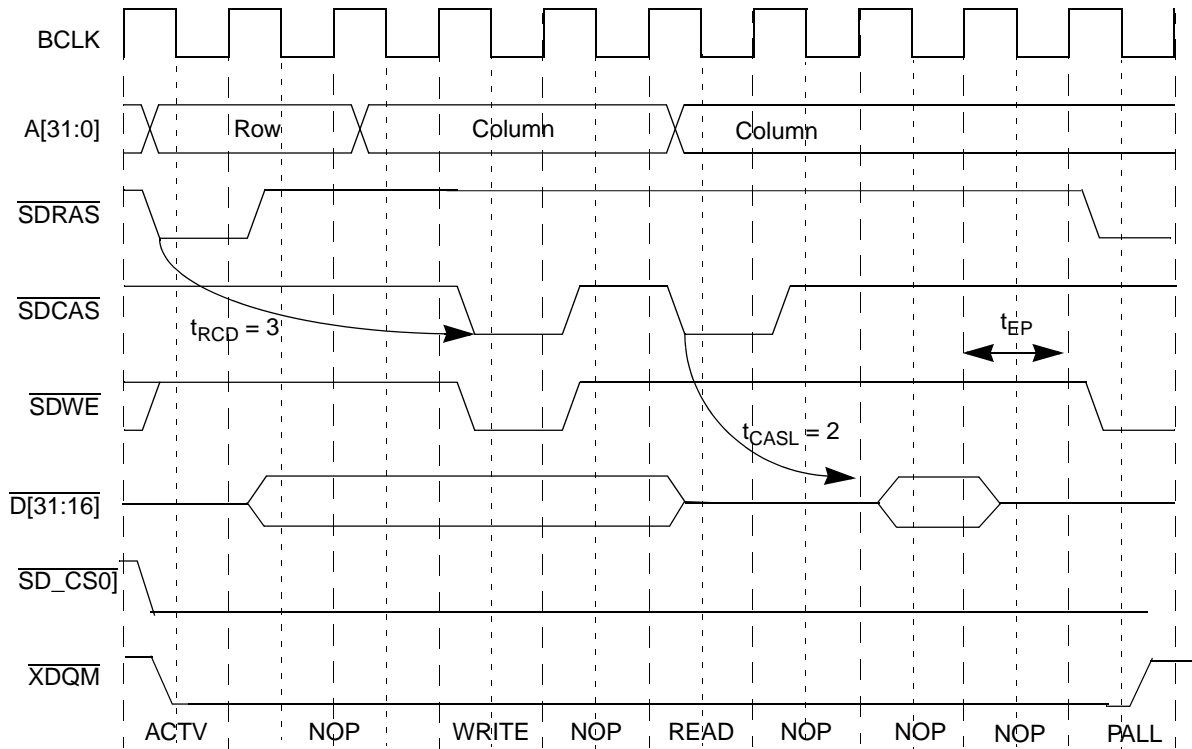 BCLK
A[31:0] Row Column Column
SDRAS
SDCAS
tRCD = 3 tEP
SDWE
tCASL = 2
D[31:16]
SD_CS0]
XDQM
ACTV NOP WRITE NOP READ NOP NOP NOP PALL